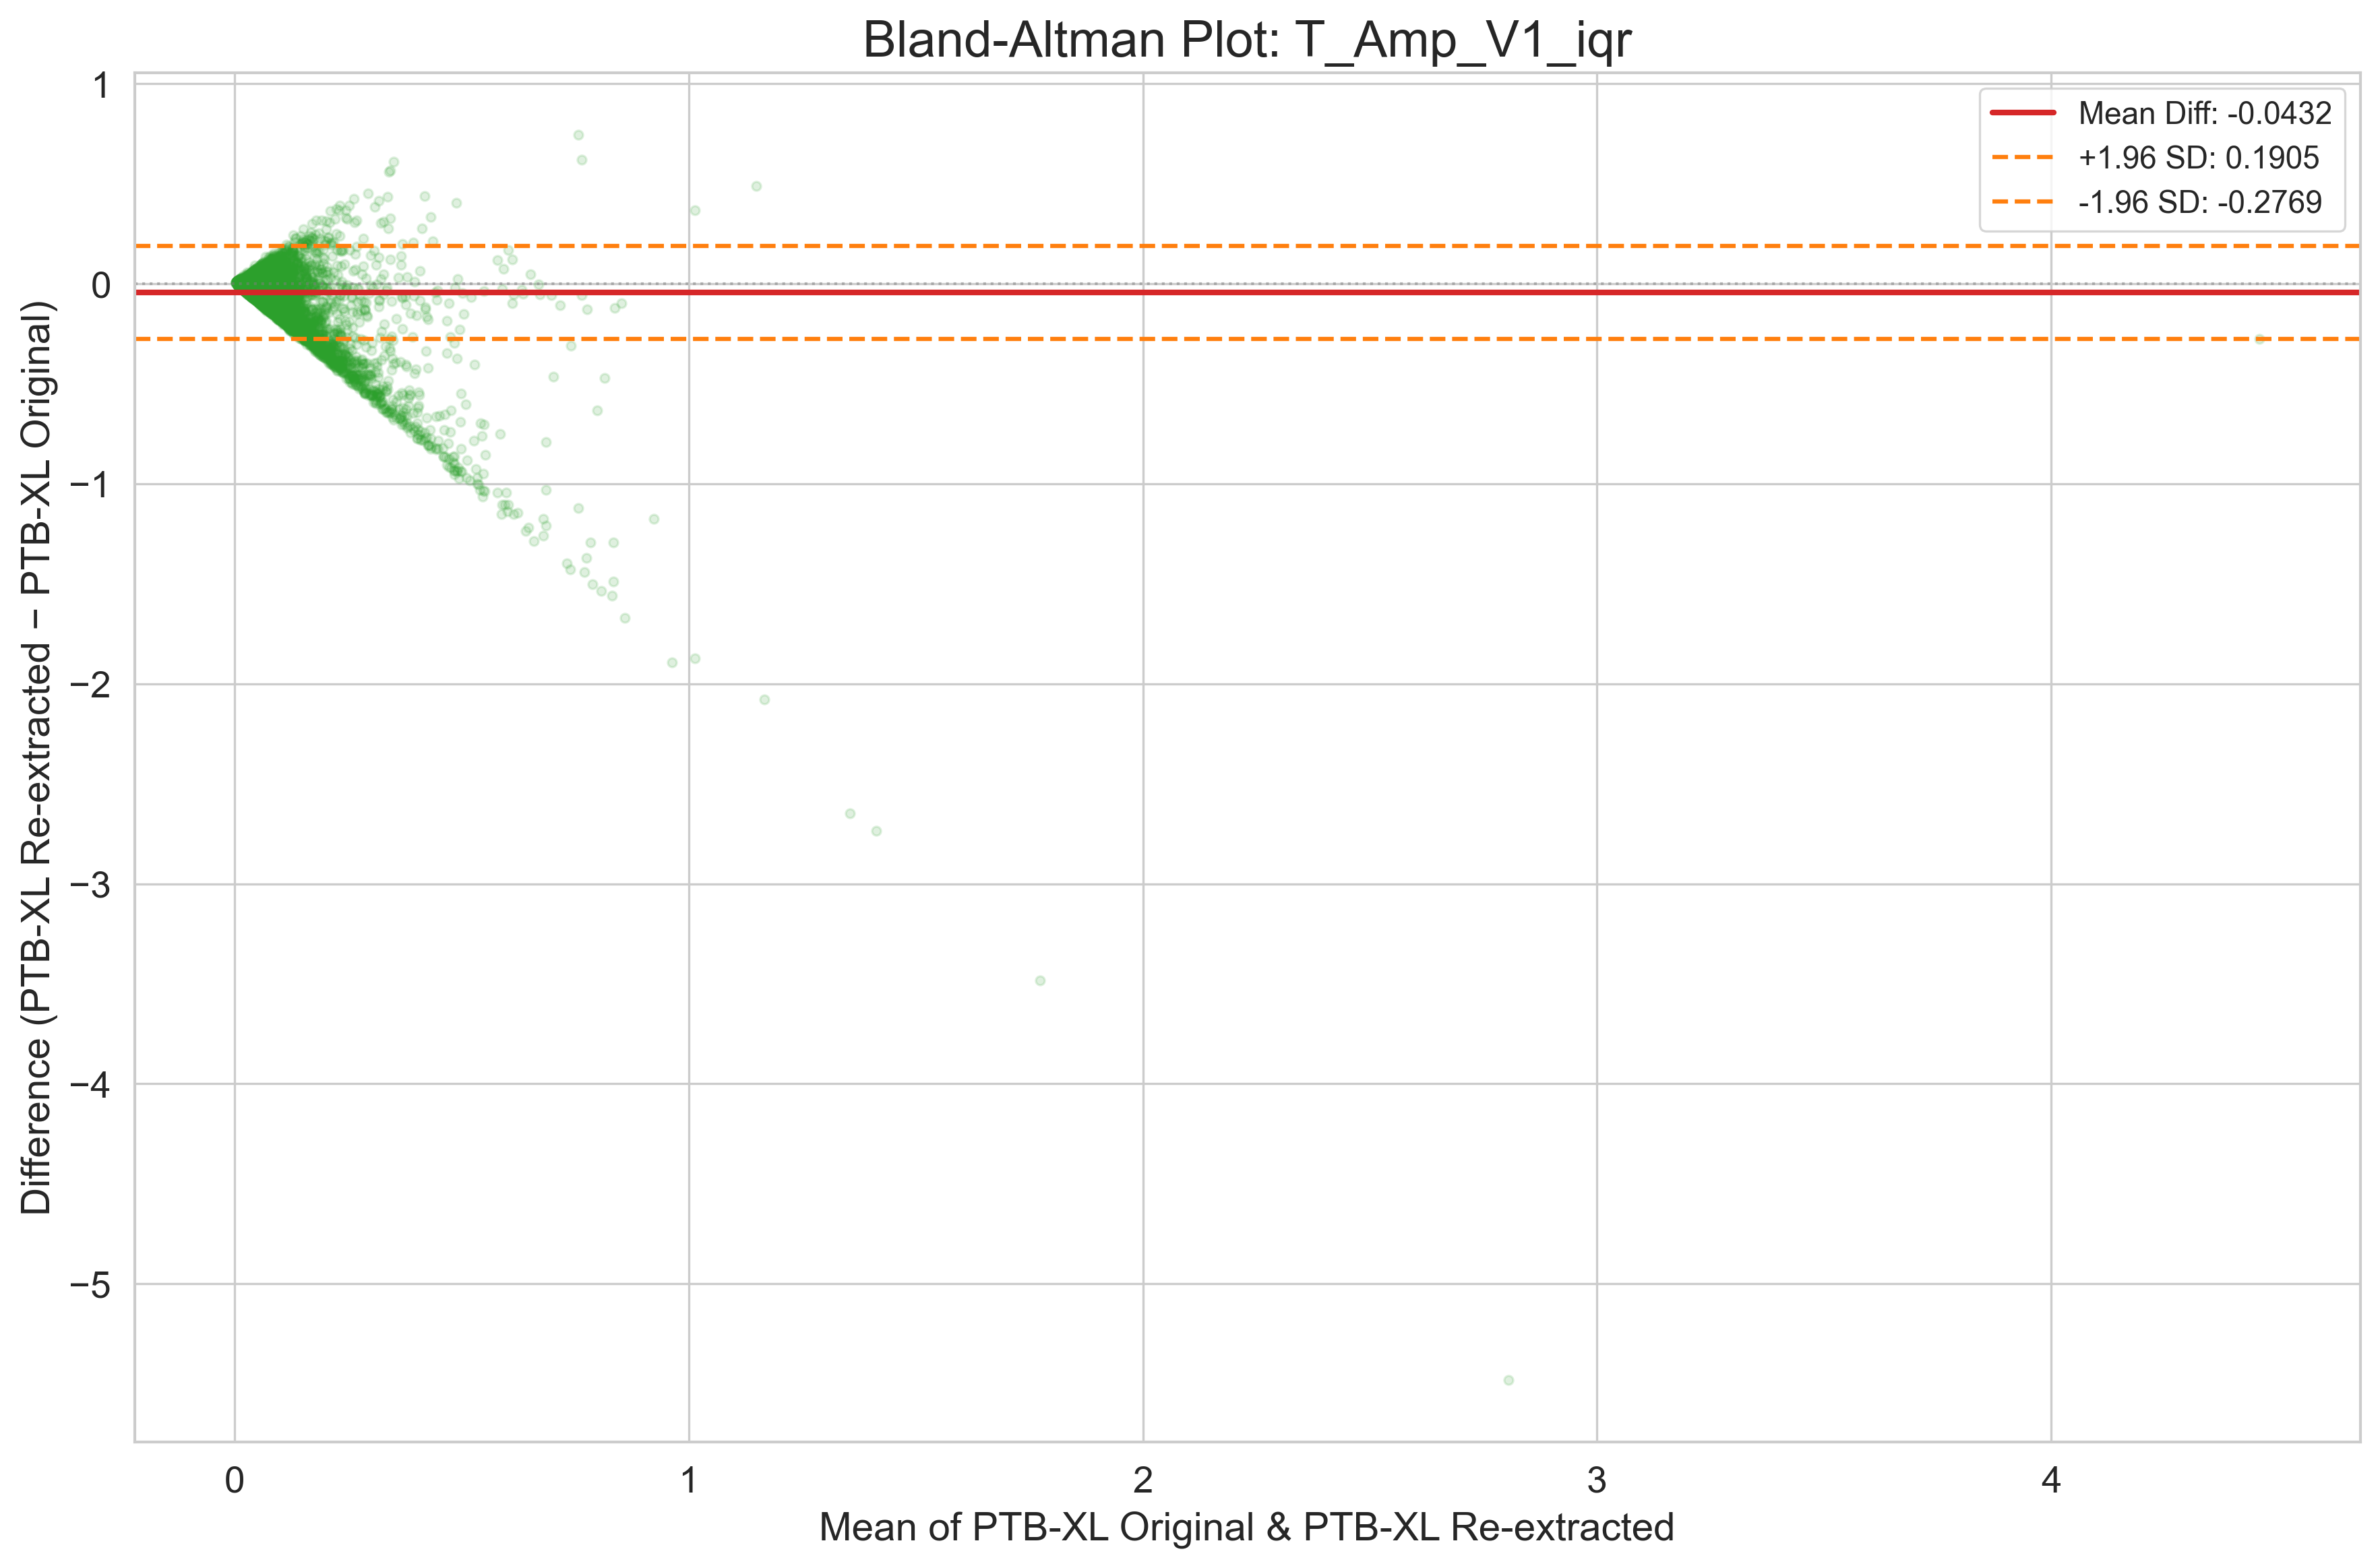 Bland-Altman Plot: T_Amp_V1_iqr
Mean Diff: -0.0432
+1.96 SD: 0.1905
-1.96 SD: -0.2769
Difference (PTB-XL Re-extracted − PTB-XL Original)
1
0
−1
−2
−3
−4
−5
0
1
2
3
4
Mean of PTB-XL Original & PTB-XL Re-extracted